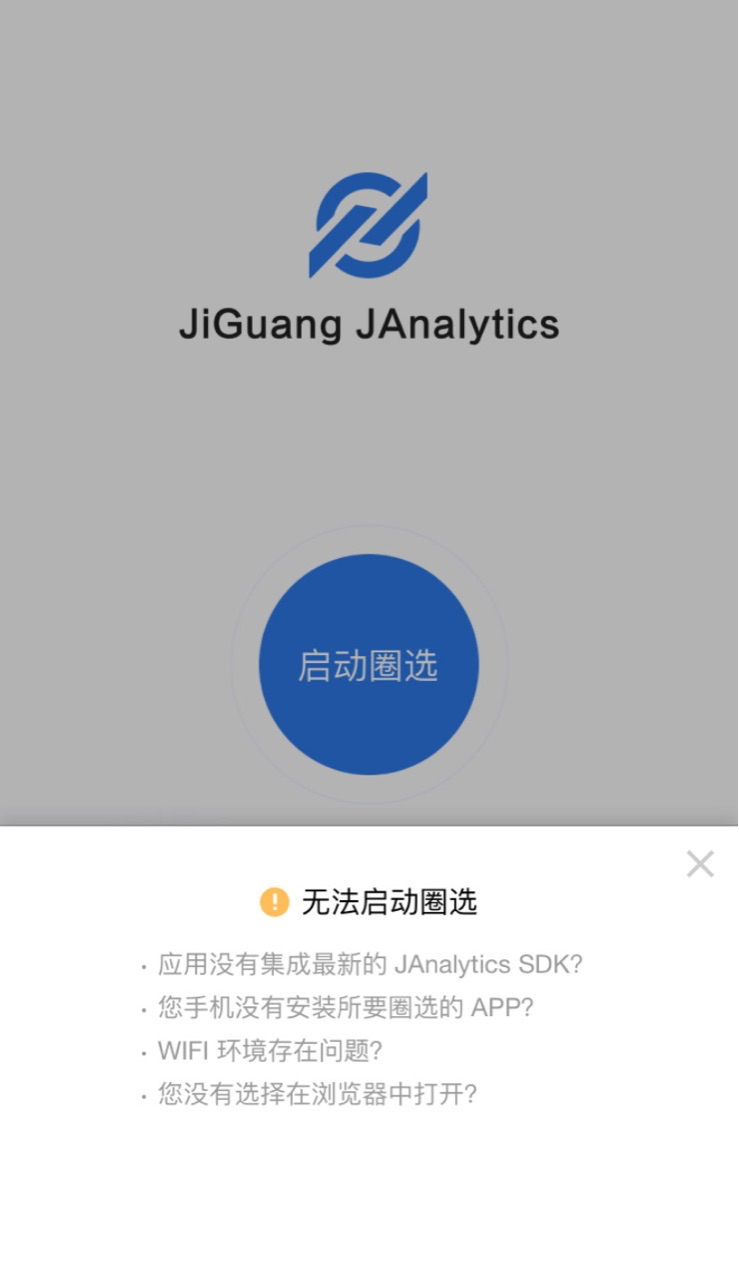 JiGuang JAnalytics
启动圈选
无法启动圈选
· 应用没有集成最新的 JAnalytics SDK?
· 您手机没有安装所要圈选的 APP?
· WIFI 环境存在问题?
· 您没有选择在浏览器中打开?